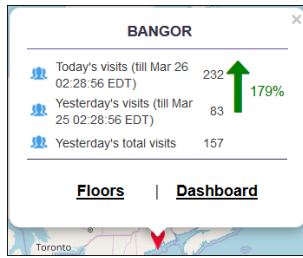 ×
BANGOR
Today's visits (till Mar 26
02:28:56 EDT) 232
179%
Yesterday's visits (till Mar
25 02:28:56 EDT) 83
Yesterday's total visits 157
Floors | Dashboard
Toronto